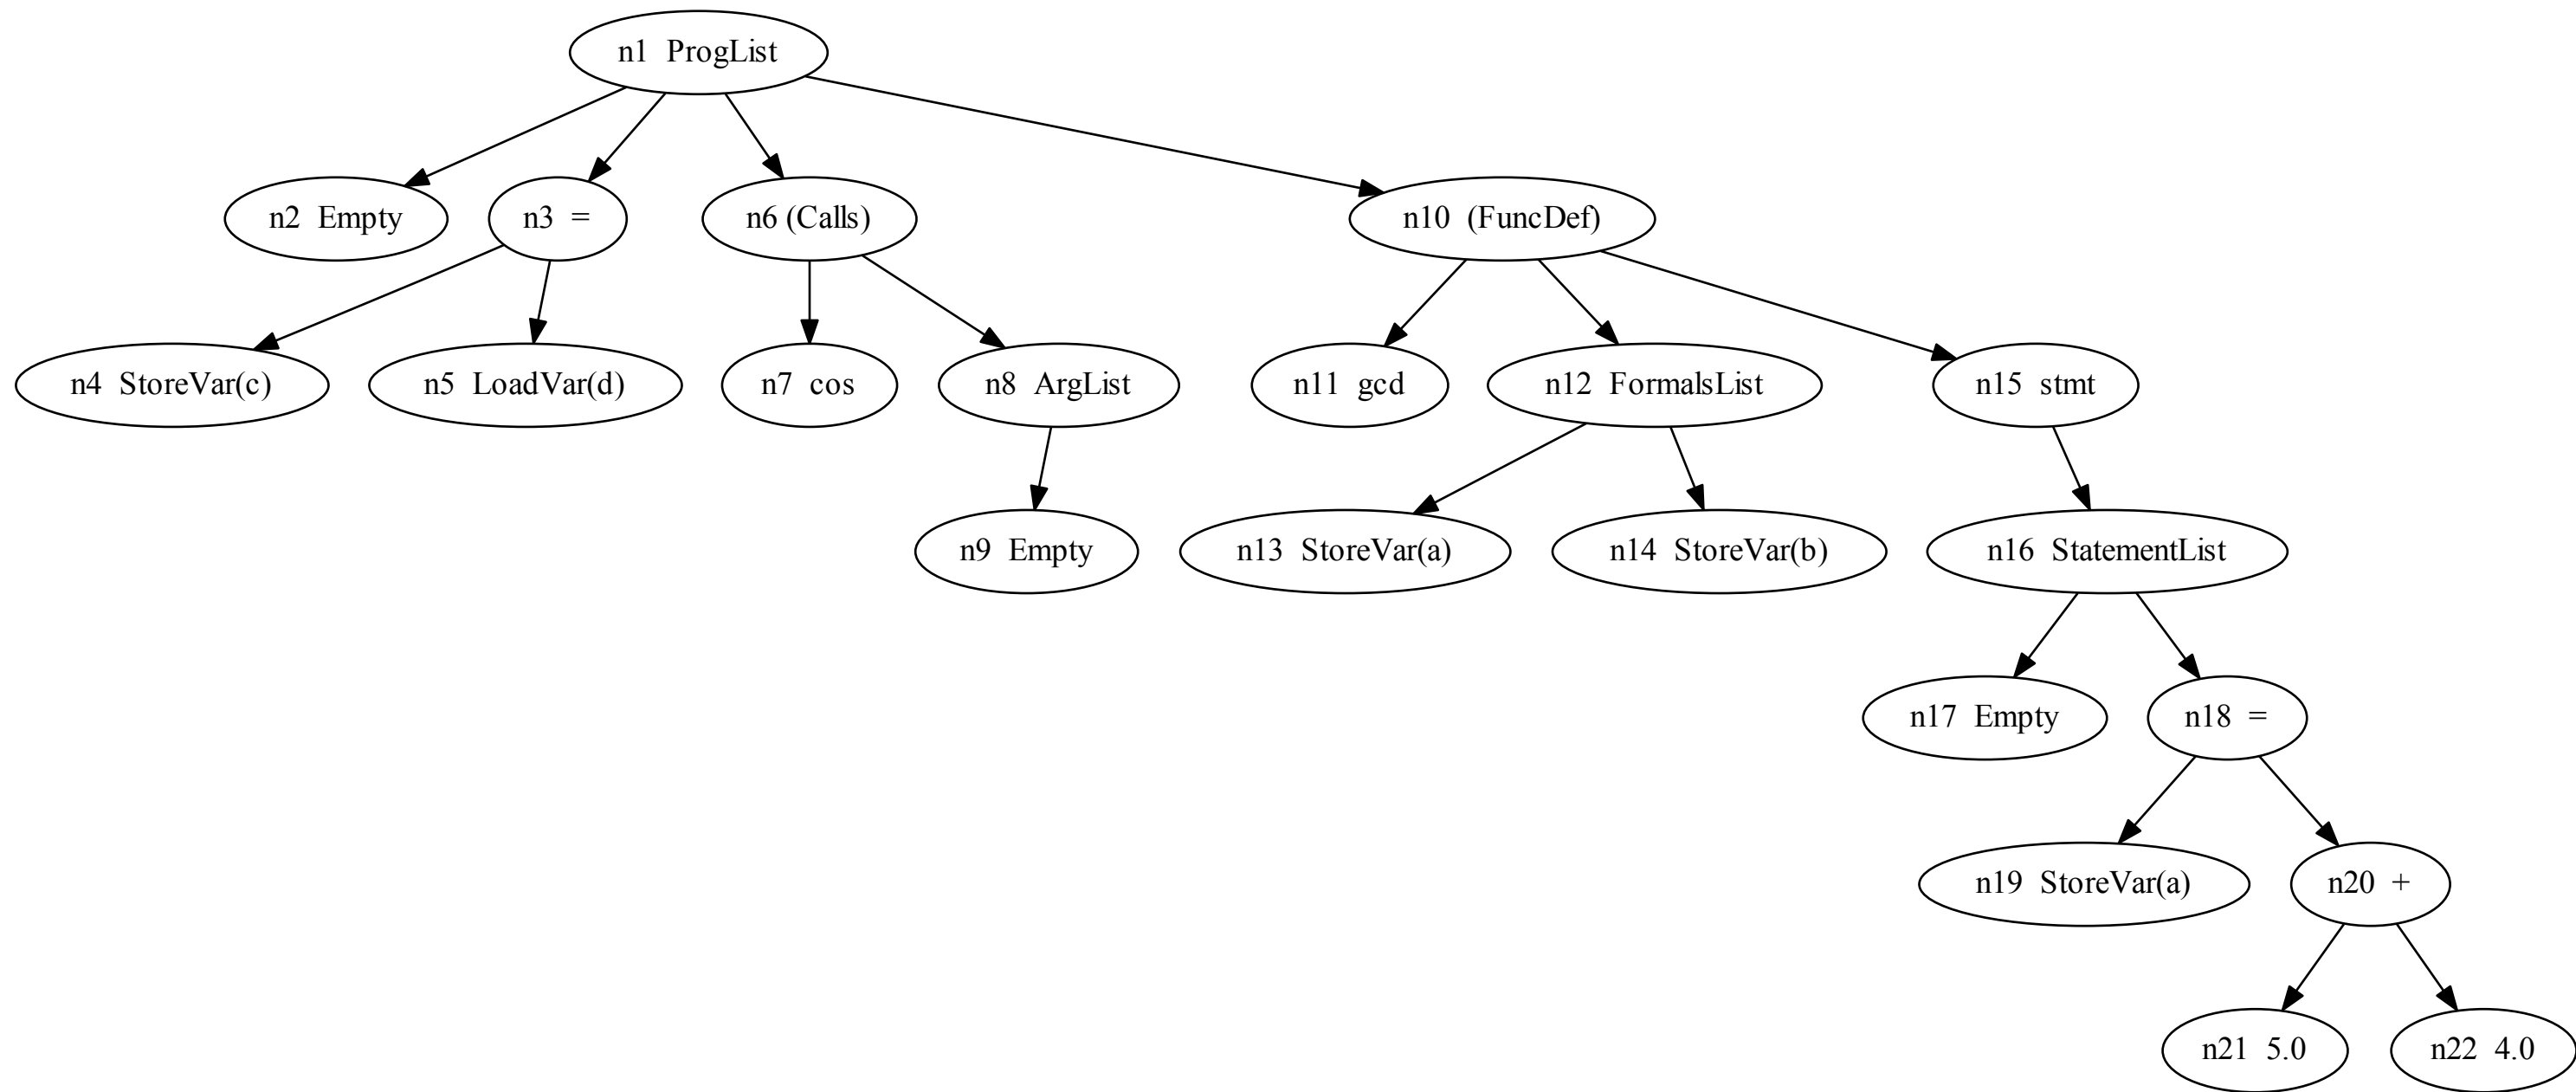 n1 ProgList
n2 Empty
n3 =
n6 (Calls)
n10 (FuncDef)
n4 StoreVar(c)
n5 LoadVar(d)
n7 cos
n8 ArgList
n11 gcd
n12 FormalsList
n15 stmt
n9 Empty
n13 StoreVar(a)
n14 StoreVar(b)
n16 StatementList
n17 Empty
n18 =
n19 StoreVar(a)
n20 +
n21 5.0
n22 4.0